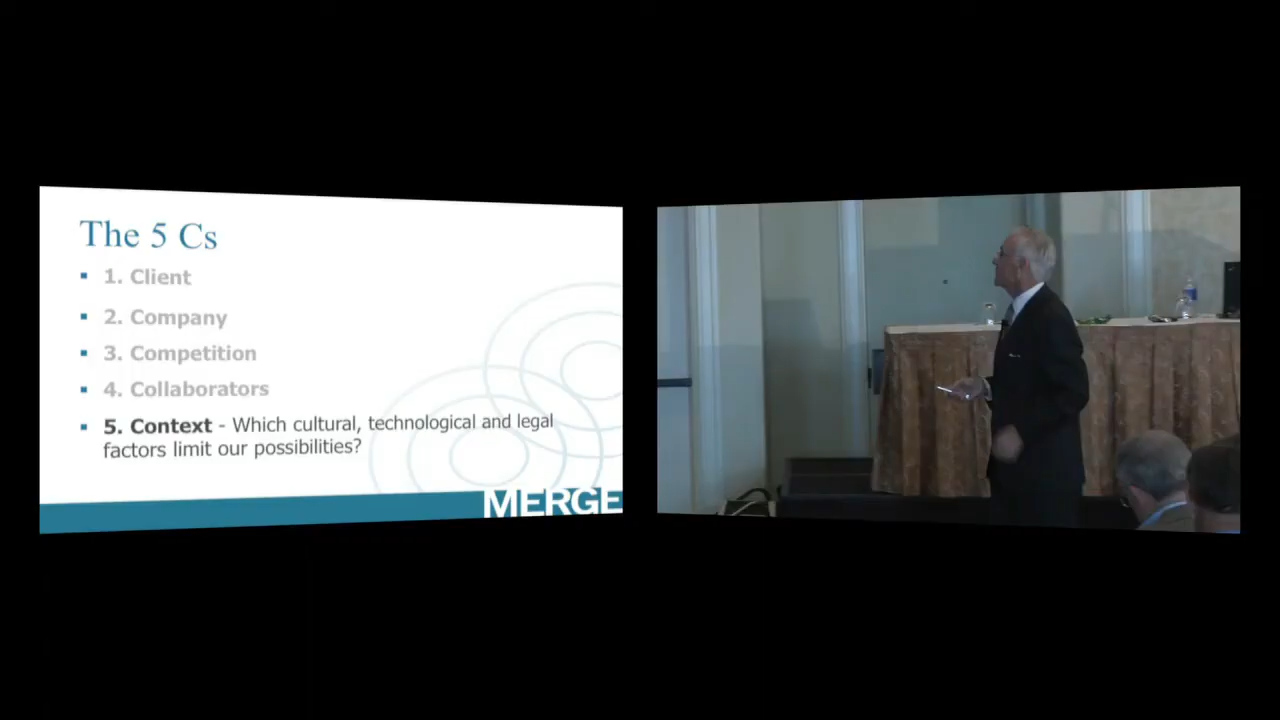 The 5 Cs
▪ 1. Client
▪ 2. Company
▪ 3. Competition
▪ 4. Collaborators
▪ 5. Context - Which cultural, technological and legal
factors limit our possibilities?
MERGE